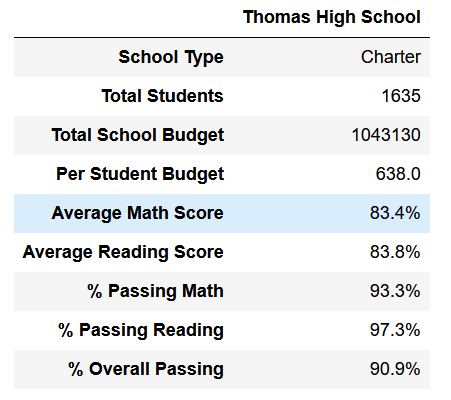 Thomas High School
School Type Charter
Total Students 1635
Total School Budget 1043130
Per Student Budget 638.0
Average Math Score 83.4%
Average Reading Score 83.8%
% Passing Math 93.3%
% Passing Reading 97.3%
% Overall Passing 90.9%